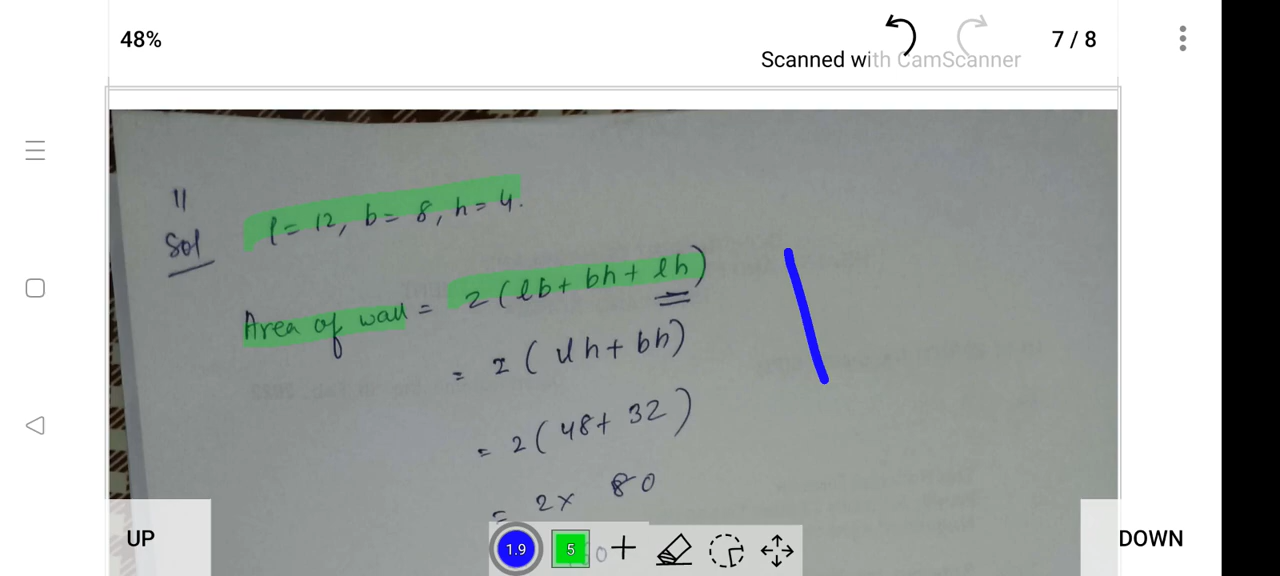 48%
7 / 8
Scanned with CamScanner
11
Sol
l = 12, b = 8, h = 4.
Area of wall = 2 (lb + bh + lh)
= 2 ( lh + bh)
= 2 ( 48 + 32 )
= 2 × 80
UP
1.9
5
DOWN